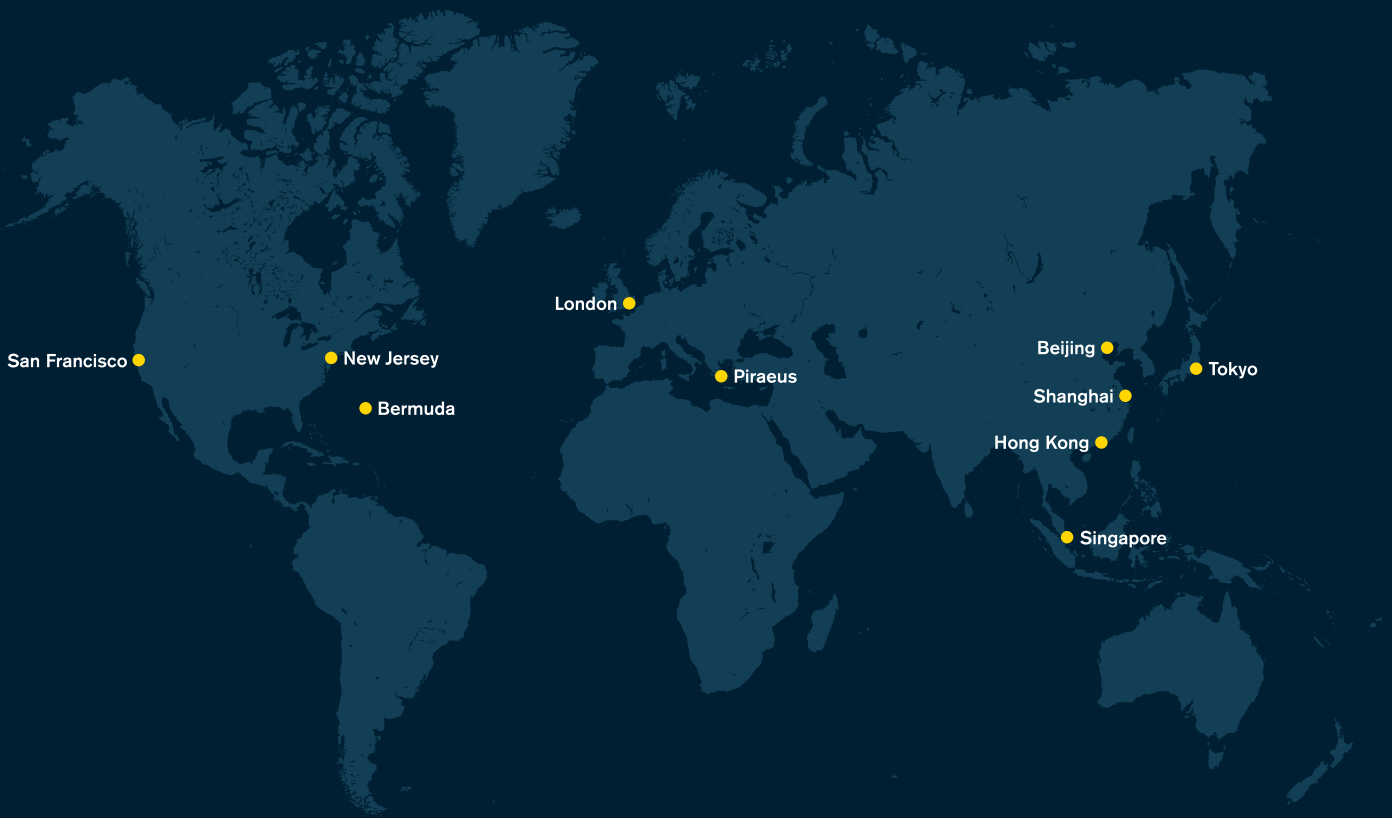 London
Beijing
New Jersey
San Francisco
Tokyo
Piraeus
Shanghai
Bermuda
Hong Kong
Singapore